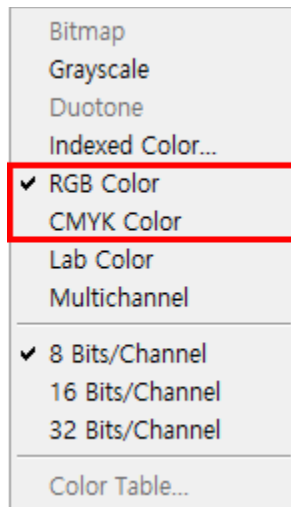 Bitmap
Grayscale
Duotone
Indexed Color...
RGB Color
CMYK Color
Lab Color
Multichannel
8 Bits/Channel
16 Bits/Channel
32 Bits/Channel
Color Table...